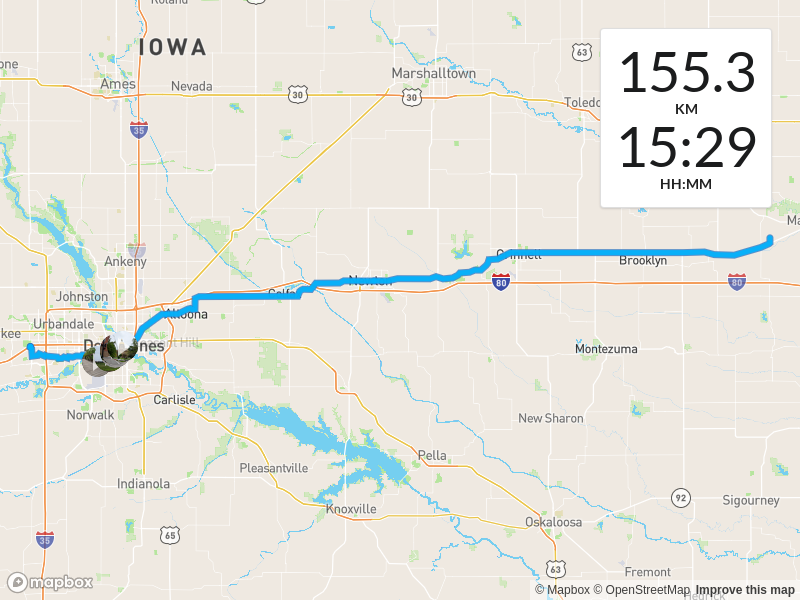 Roland
IOWA
one
Ames
Nevada
30
Marshalltown
30
63
Toledo
35
155.3
KM
15:29
HH:MM
Ma
Ankeny
Grinnell
Brooklyn
80
80
Johnston
Newton
Colfax
Altoona
Urbandale
kee
Des Moines
nt Hill
Montezuma
Carlisle
Norwalk
New Sharon
Pella
Pleasantville
Indianola
Knoxville
92
Sigourney
Oskaloosa
65
35
63
Fremont
Hedrick
mapbox
© Mapbox © OpenStreetMap Improve this map